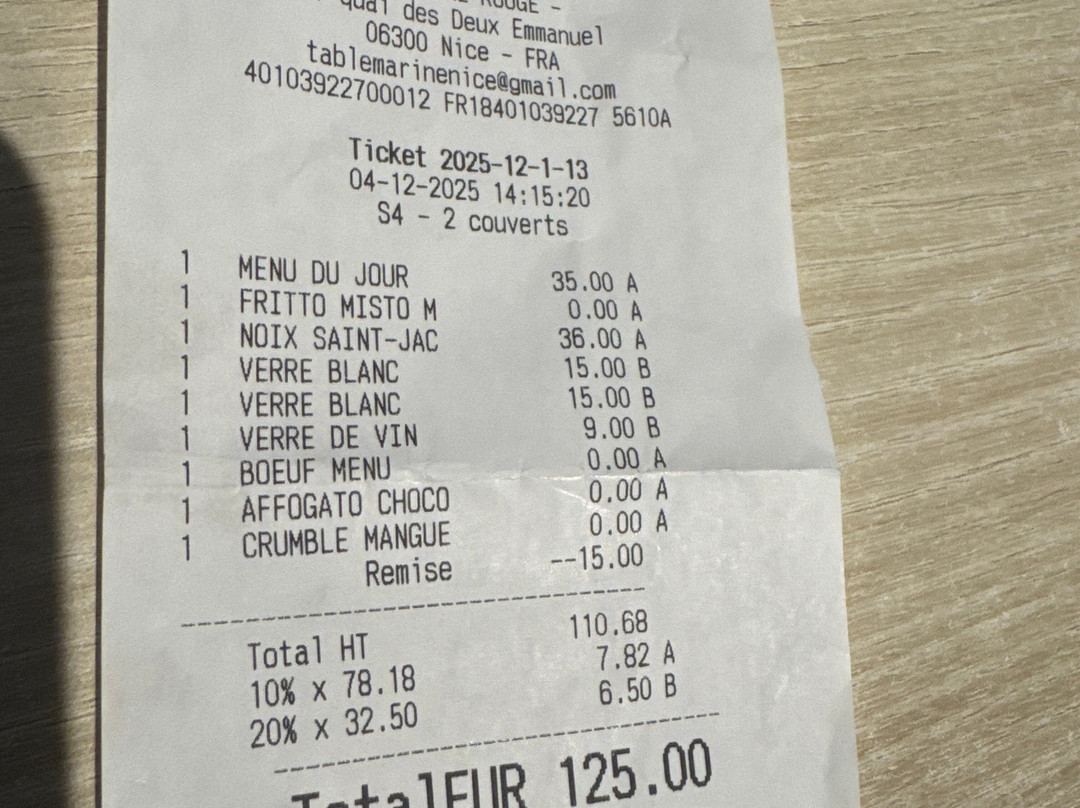 ROUGE -
quai des Deux Emmanuel
06300 Nice - FRA
tablemarinenice@gmail.com
40103922700012 FR18401039227 5610A
Ticket 2025-12-1-13
04-12-2025 14:15:20
S4 - 2 couverts
1 MENU DU JOUR 35.00 A
1 FRITTO MISTO M 0.00 A
1 NOIX SAINT-JAC 36.00 A
1 VERRE BLANC 15.00 B
1 VERRE BLANC 15.00 B
1 VERRE DE VIN 9.00 B
1 BOEUF MENU 0.00 A
1 AFFOGATO CHOCO 0.00 A
1 CRUMBLE MANGUE 0.00 A
Remise --15.00
Total HT 110.68
10% x 78.18 7.82 A
20% x 32.50 6.50 B
TotalEUR 125.00